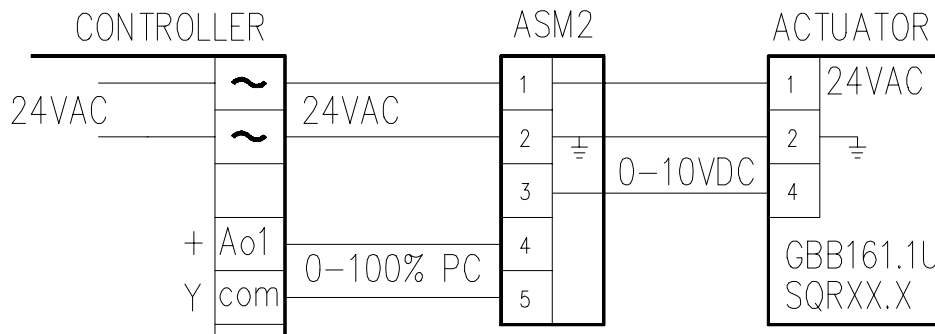 CONTROLLER
ASM2
ACTUATOR
24VAC
~
~
24VAC
1
2
3
4
5
1
2
4
24VAC
0-10VDC
+ Ao1
Y com
0-100% PC
GBB161.1U
SQRXX.X